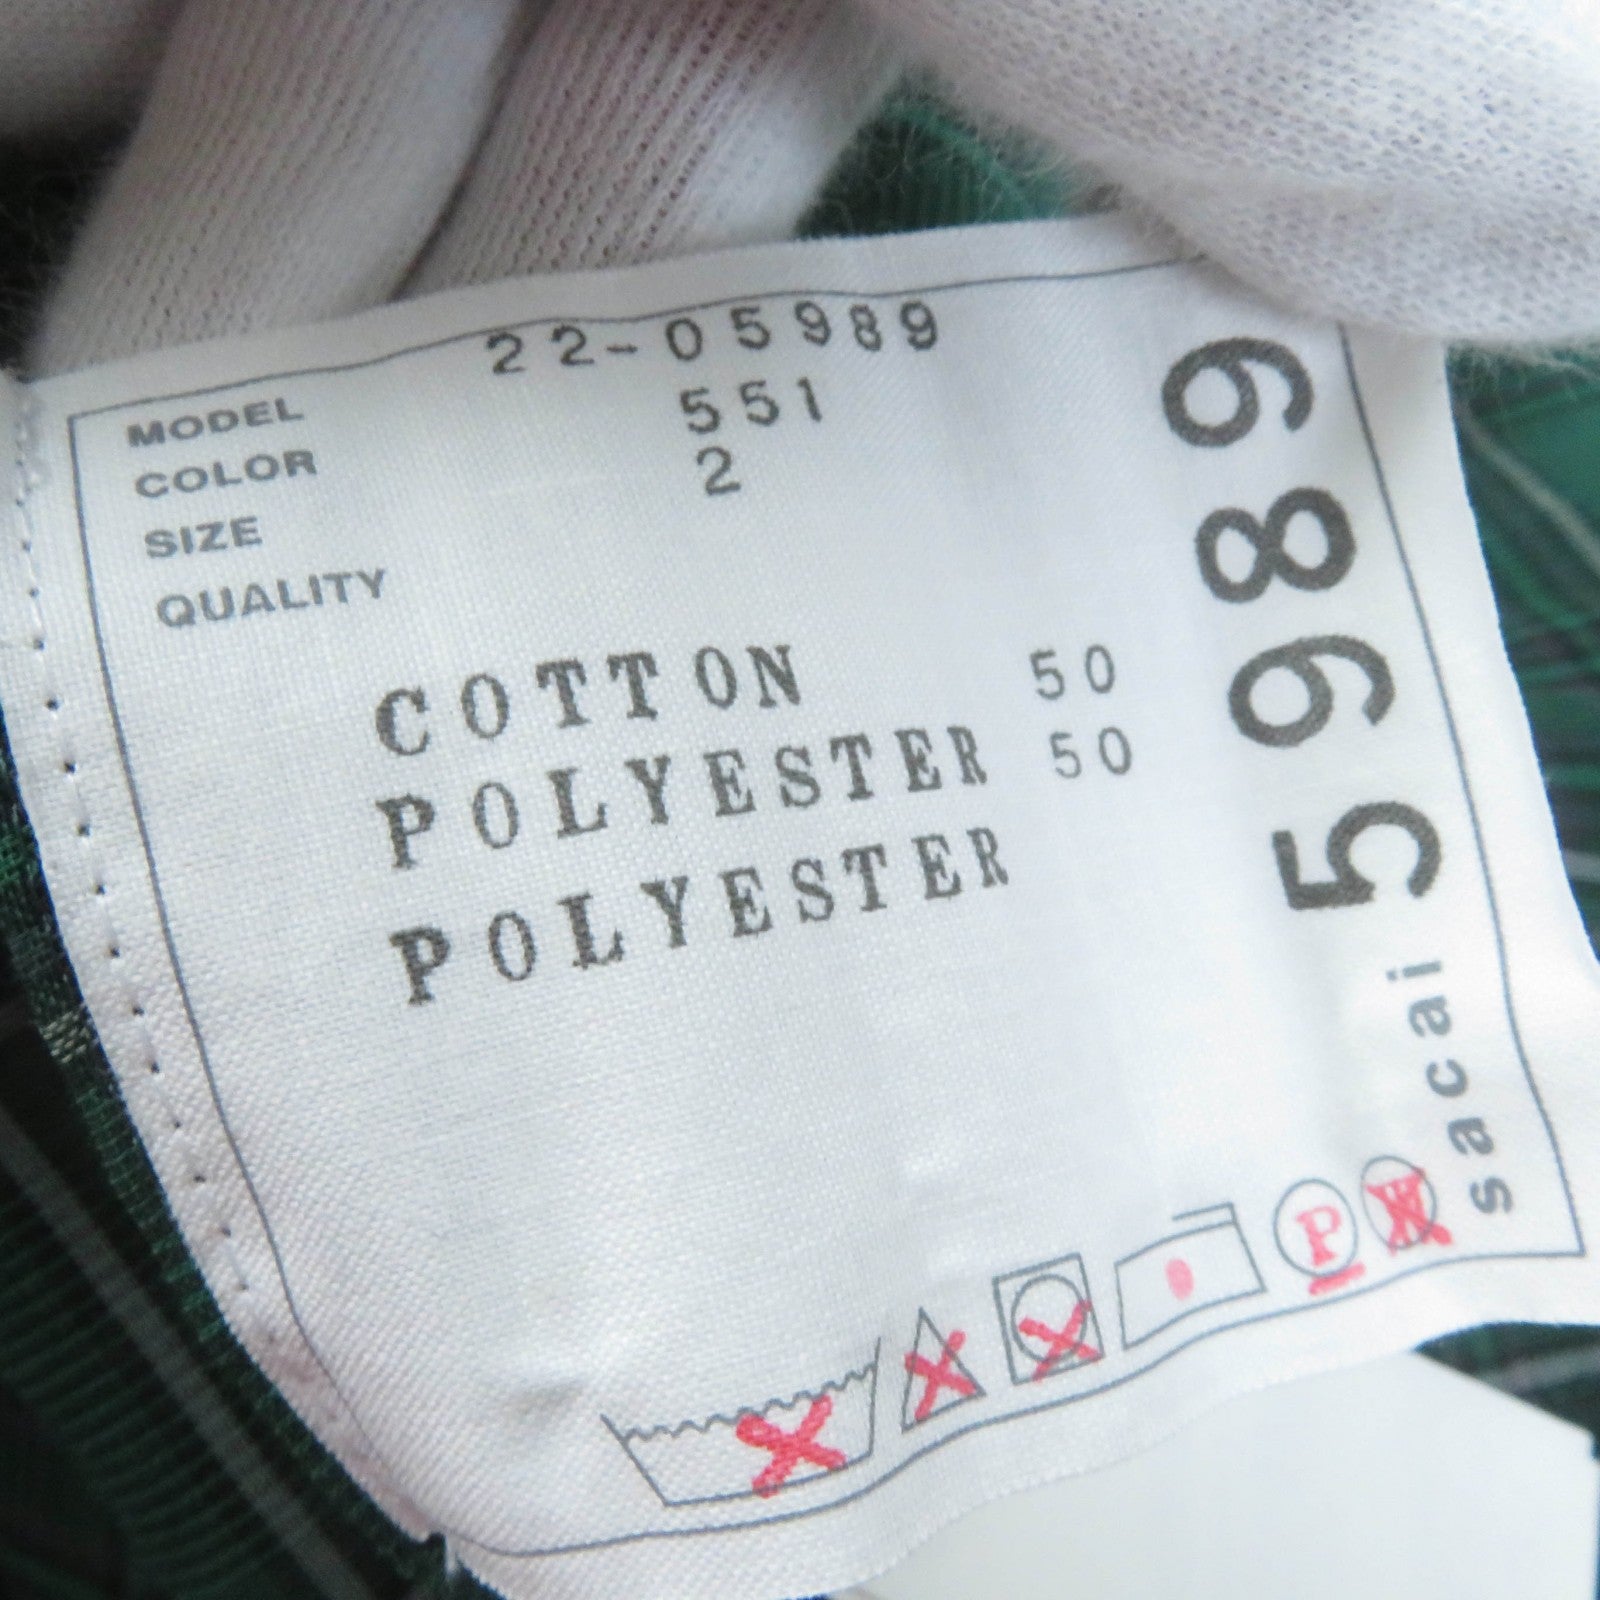 MODEL 22-05989
COLOR 551
SIZE 2
QUALITY
COTTON 50
POLYESTER 50
POLYESTER
sacai 5989
P
W